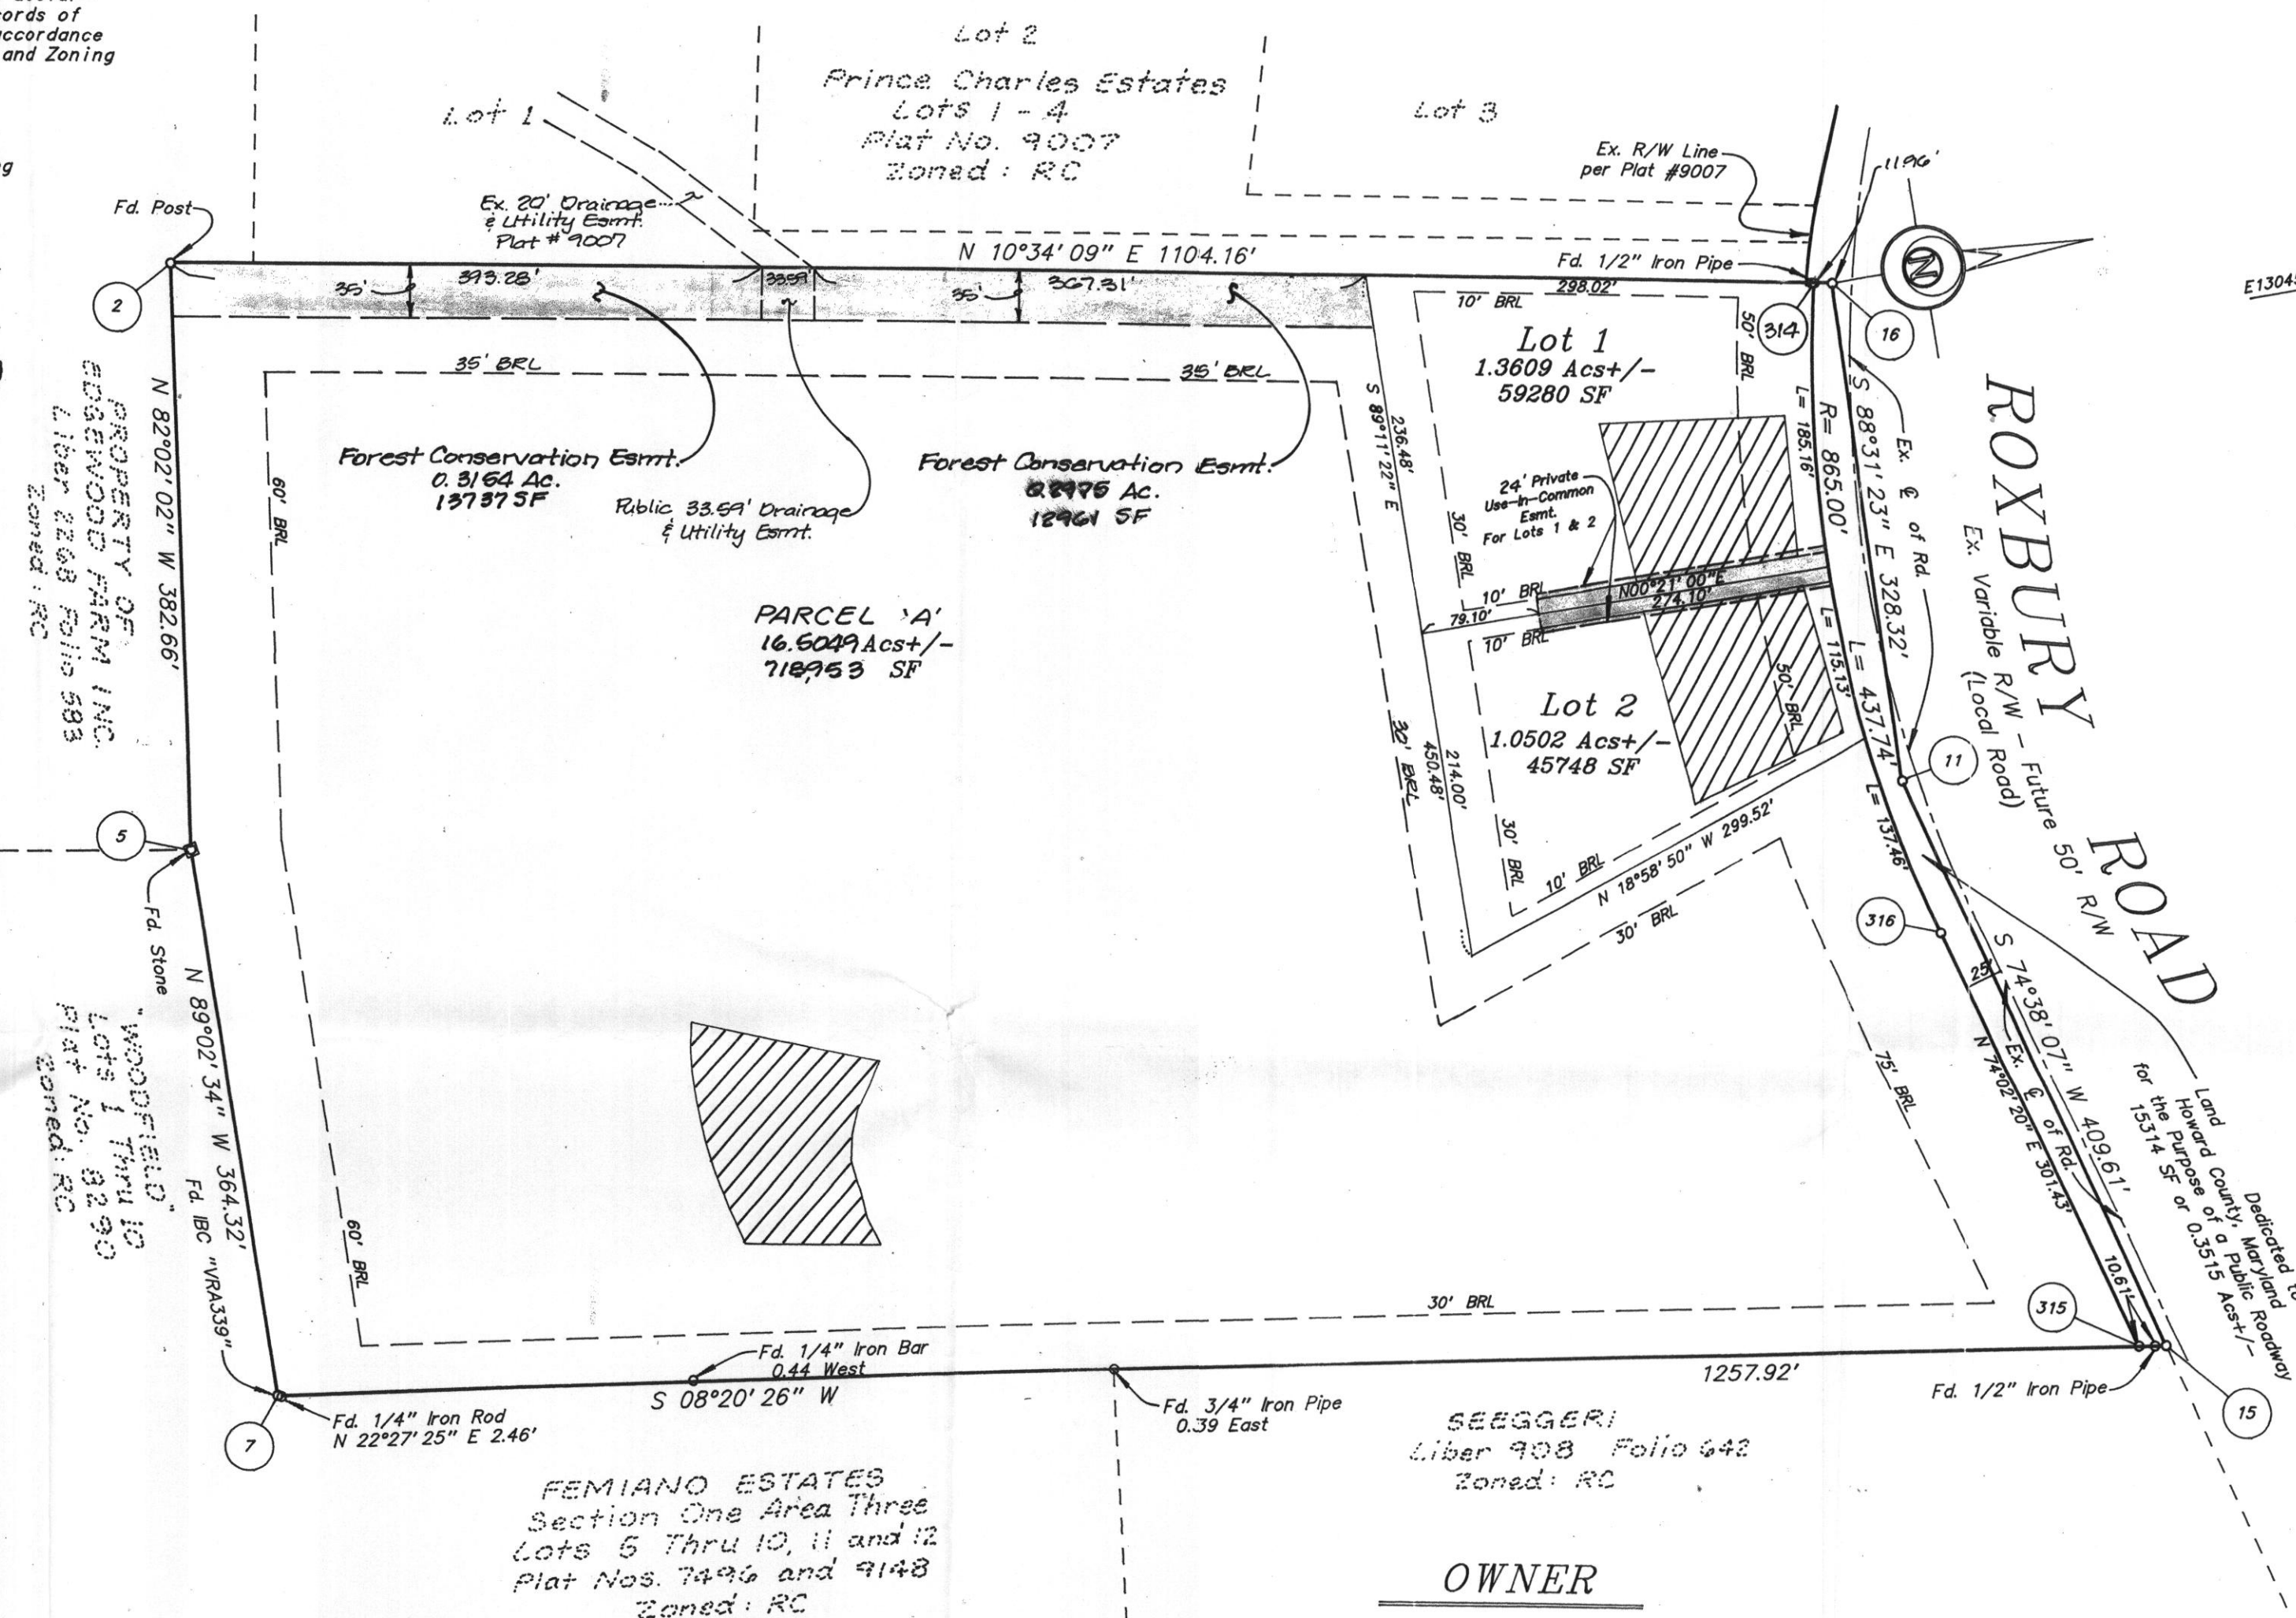 ords of
accordance
and Zoning
Lot 1
Lot 2
Prince Charles Estates
Lots 1 - 4
Plat No. 9007
Zoned : RC
Lot 3
Ex. R/W Line
per Plat #9007
11.96'
Fd. Post
Ex. 20' Drainage
& Utility Esmt.
Plat # 9007
N 10°34'09" E 1104.16'
Fd. 1/2" Iron Pipe
N
2
35'
393.28'
33.59'
35'
367.31'
298.02'
10' BRL
50' BRL
314
16
Lot 1
1.3609 Acs+/-
59280 SF
35' BRL
35' BRL
Forest Conservation Esmt.
0.3154 Ac.
13737 SF
Public 33.59' Drainage
& Utility Esmt.
Forest Conservation Esmt.
Ac.
SF
S 89°11'22" E
236.48'
L= 185.16'
R= 865.00'
S 88°31'23" E 328.32'
Ex. ℄ of Rd.
ROXBURY ROAD
Ex. Variable R/W - Future 50' R/W
(Local Road)
N 82°02'02" W 382.66'
PROPERTY OF
EDGEWOOD FARM INC.
Liber 2268 Folio 583
Zoned : RC
60' BRL
24' Private
Use-In-Common
Esmt.
For Lots 1 & 2
30' BRL
10' BRL
N00°21'00"E
274.10'
79.10'
10' BRL
PARCEL 'A'
16.5049 Acs+/-
718,953 SF
L= 115.13'
L= 437.74'
50' BRL
Lot 2
1.0502 Acs+/-
45748 SF
30' BRL
214.00'
450.48'
30' BRL
10' BRL
N 18°58'50" W 299.52'
30' BRL
11
L= 137.46'
316
5
Fd. Stone
25'
S 74°38'07" W 409.61'
Ex. ℄ of Rd.
N 74°02'20" E 301.43'
75' BRL
Land Dedicated to
Howard County, Maryland
for the Purpose of a Public Roadway
15314 SF or 0.3515 Acs+/-
"WOODFIELD"
Lots 1 Thru 10
Plat No. 8290
Zoned: RC
N 89°02'34" W 364.32'
Fd. IBC "VRA339"
60' BRL
30' BRL
10.61'
315
Fd. 1/4" Iron Bar
0.44 West
S 08°20'26" W
1257.92'
Fd. 1/2" Iron Pipe
15
Fd. 1/4" Iron Rod
N 22°27'25" E 2.46'
7
Fd. 3/4" Iron Pipe
0.39 East
SEEGGERI
Liber 908 Folio 642
Zoned: RC
FEMIANO ESTATES
Section One Area Three
Lots 6 Thru 10, 11 and 12
Plat Nos. 7496 and 9148
Zoned: RC
OWNER